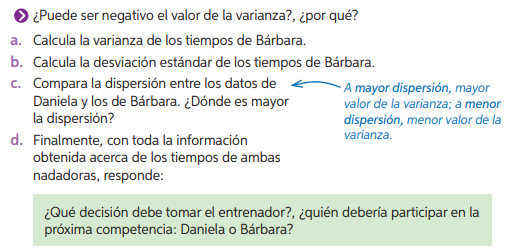 ¿Puede ser negativo el valor de la varianza?, ¿por qué?
a. Calcula la varianza de los tiempos de Bárbara.
b. Calcula la desviación estándar de los tiempos de Bárbara.
c. Compara la dispersión entre los datos de
Daniela y los de Bárbara. ¿Dónde es mayor
la dispersión?
A mayor dispersión, mayor
valor de la varianza; a menor
dispersión, menor valor de la
varianza.
d. Finalmente, con toda la información
obtenida acerca de los tiempos de ambas
nadadoras, responde:
¿Qué decisión debe tomar el entrenador?, ¿quién debería participar en la
próxima competencia: Daniela o Bárbara?